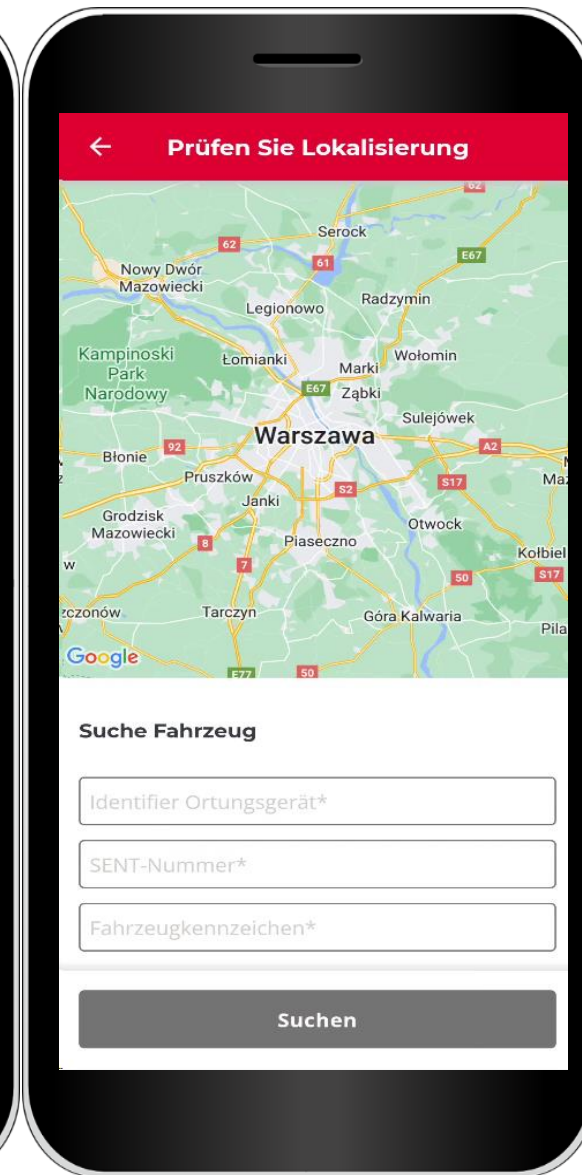 Prüfen Sie Lokalisierung
62
Serock
62
E67
61
Nowy Dwór
Mazowiecki
Radzymin
Legionowo
Kampinoski
Park
Narodowy
Łomianki
Marki
Wołomin
E67
Ząbki
Sulejówek
Warszawa
92
A2
Błonie
Pruszków
S2
S17
Janki
Grodzisk
Mazowiecki
Otwock
8
Piaseczno
Kołbiel
w
7
50
S17
Tarczyn
Góra Kalwaria
Google
E77
50
Suche Fahrzeug
Identifier Ortungsgerät*
SENT-Nummer*
Fahrzeugkennzeichen*
Suchen